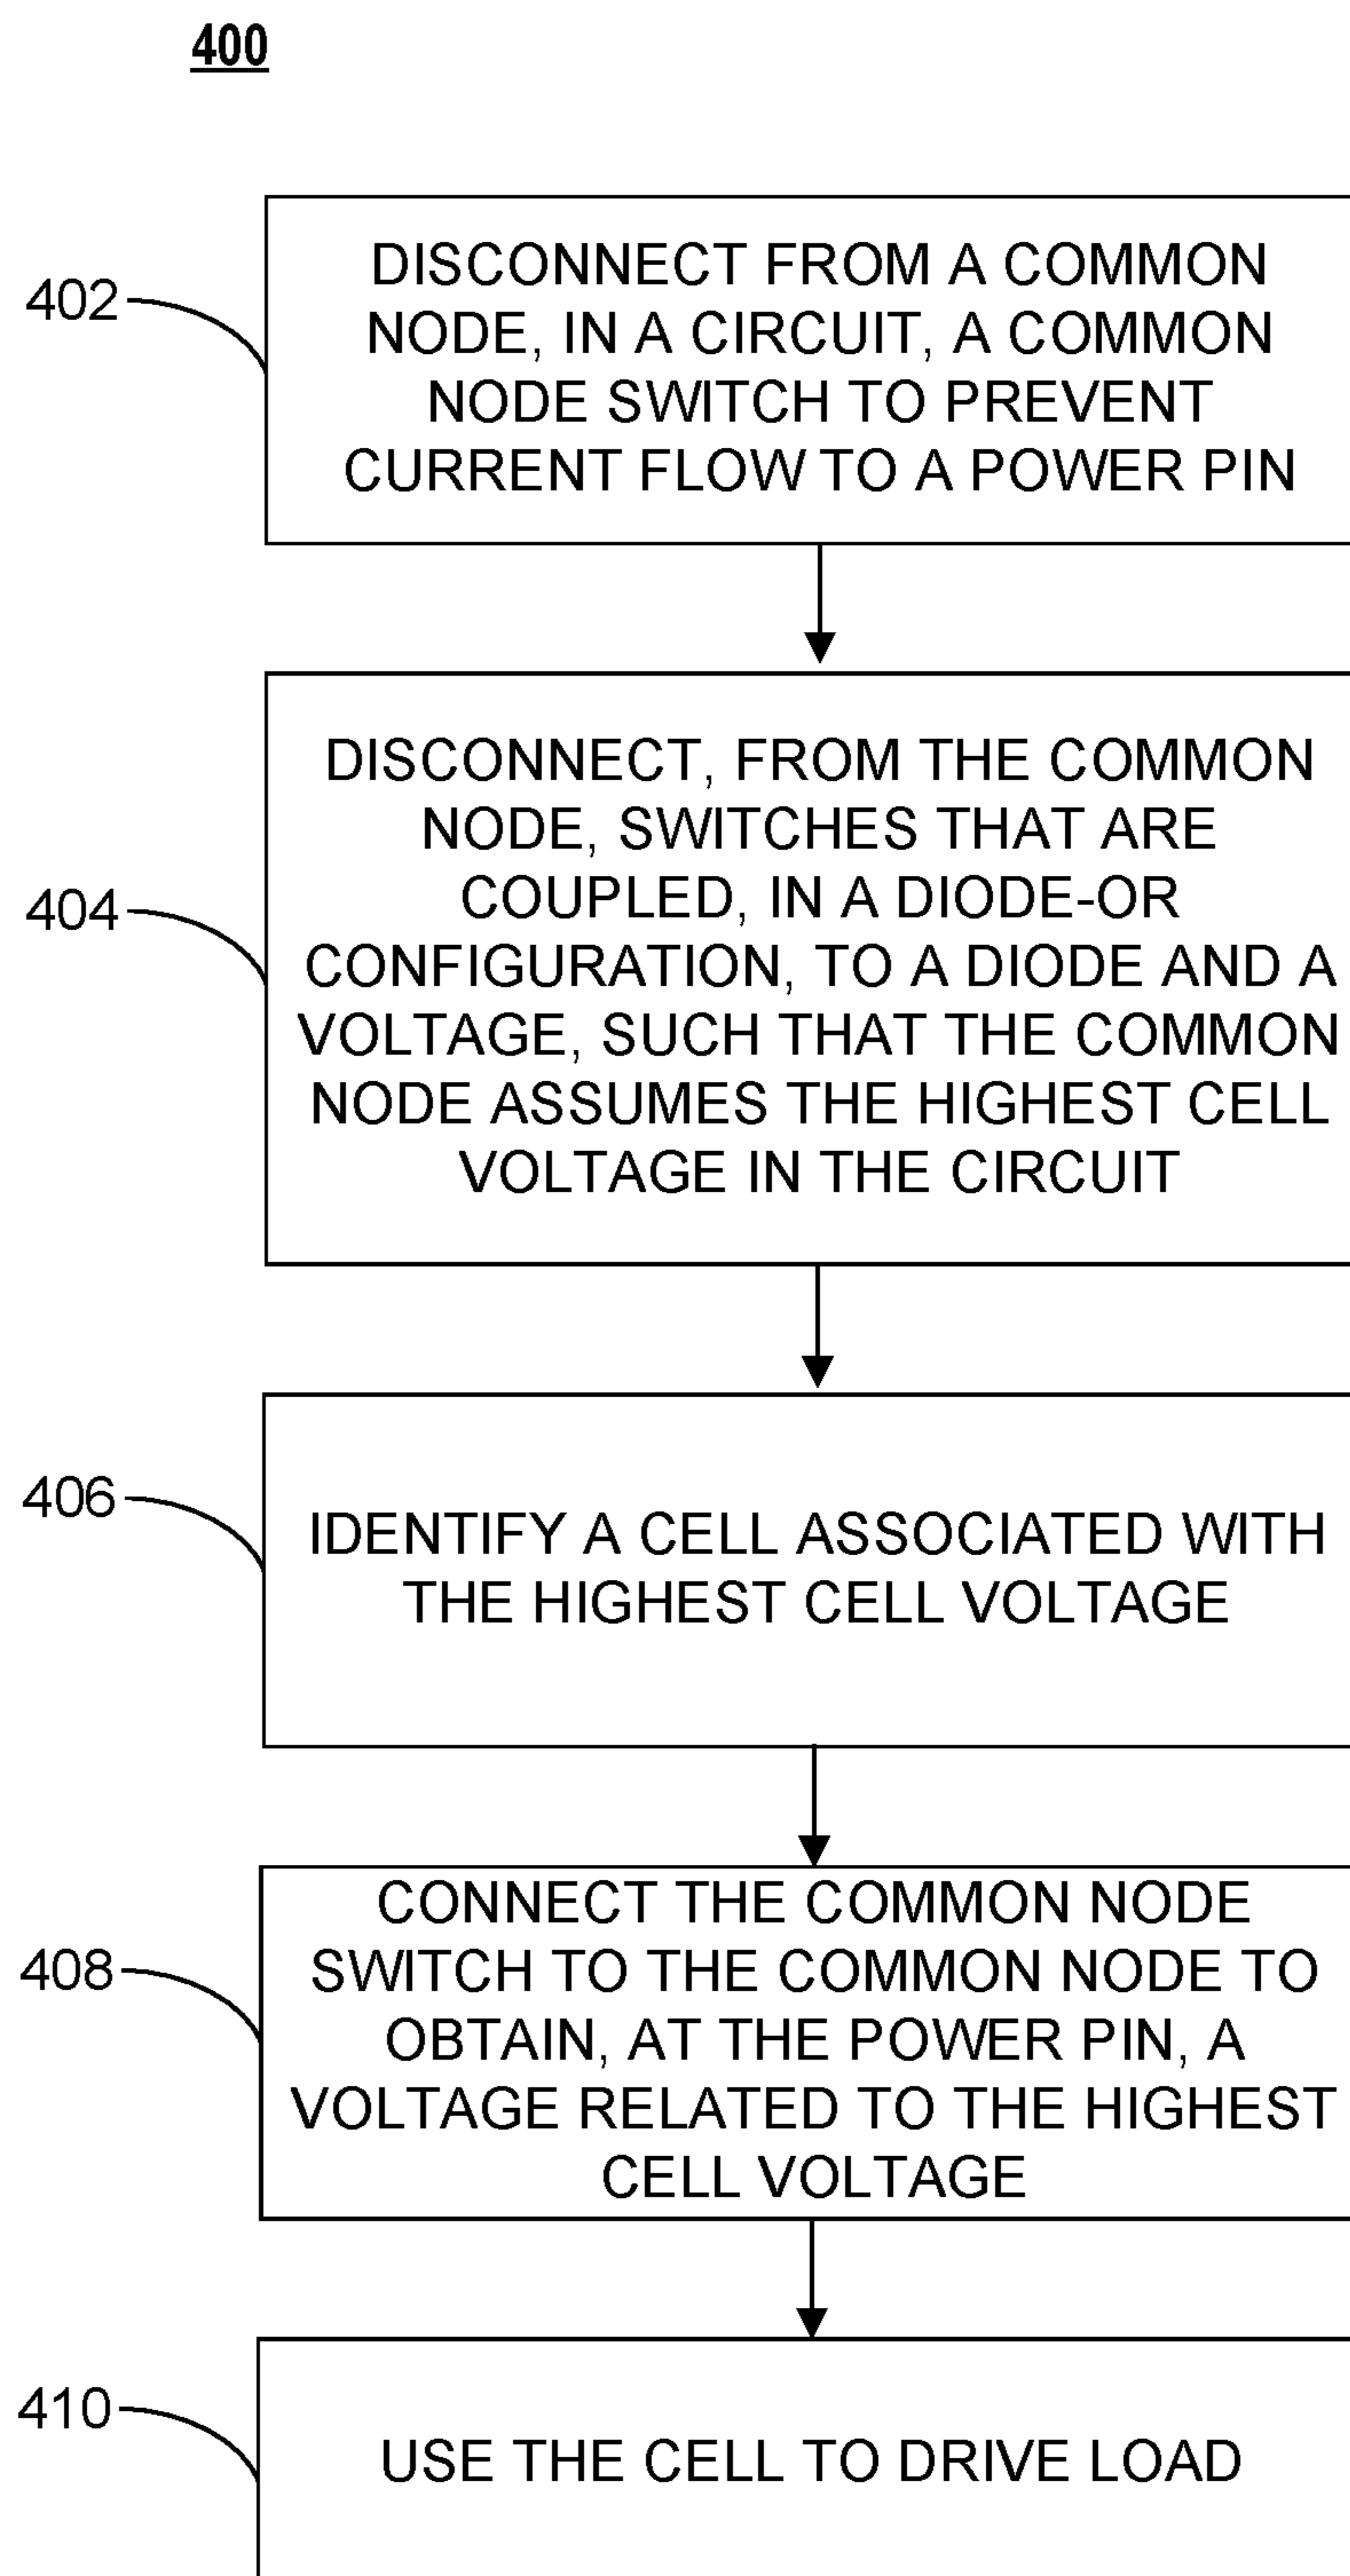 400
402
DISCONNECT FROM A COMMON
NODE, IN A CIRCUIT, A COMMON
NODE SWITCH TO PREVENT
CURRENT FLOW TO A POWER PIN
404
DISCONNECT, FROM THE COMMON
NODE, SWITCHES THAT ARE
COUPLED, IN A DIODE-OR
CONFIGURATION, TO A DIODE AND A
VOLTAGE, SUCH THAT THE COMMON
NODE ASSUMES THE HIGHEST CELL
VOLTAGE IN THE CIRCUIT
406
IDENTIFY A CELL ASSOCIATED WITH
THE HIGHEST CELL VOLTAGE
408
CONNECT THE COMMON NODE
SWITCH TO THE COMMON NODE TO
OBTAIN, AT THE POWER PIN, A
VOLTAGE RELATED TO THE HIGHEST
CELL VOLTAGE
410
USE THE CELL TO DRIVE LOAD